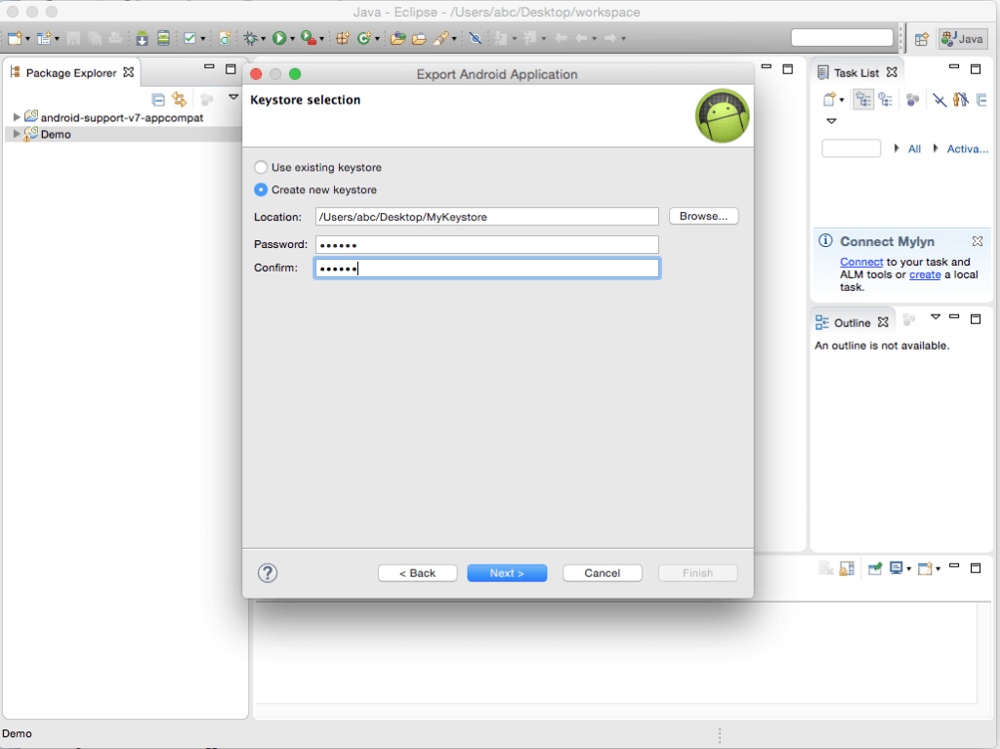 Java - Eclipse - /Users/abc/Desktop/workspace
Java
Package Explorer
android-support-v7-appcompat
Demo
Export Android Application
Keystore selection
Use existing keystore
Create new keystore
Location: /Users/abc/Desktop/MyKeystore Browse...
Password: ••••••
Confirm: ••••••
? < Back Next > Cancel Finish
Task List
All Activa...
Connect Mylyn
Connect to your task and
ALM tools or create a local
task.
Outline
An outline is not available.
Demo